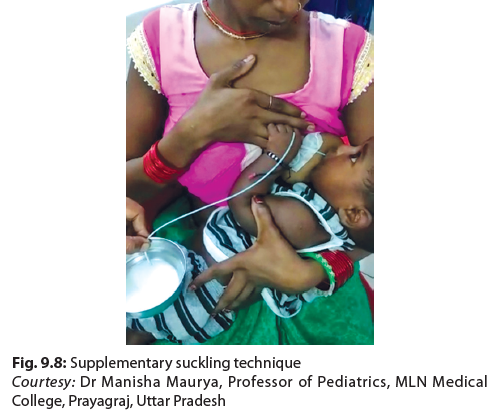 Fig. 9.8: Supplementary suckling technique
Courtesy: Dr Manisha Maurya, Professor of Pediatrics, MLN Medical
College, Prayagraj, Uttar Pradesh